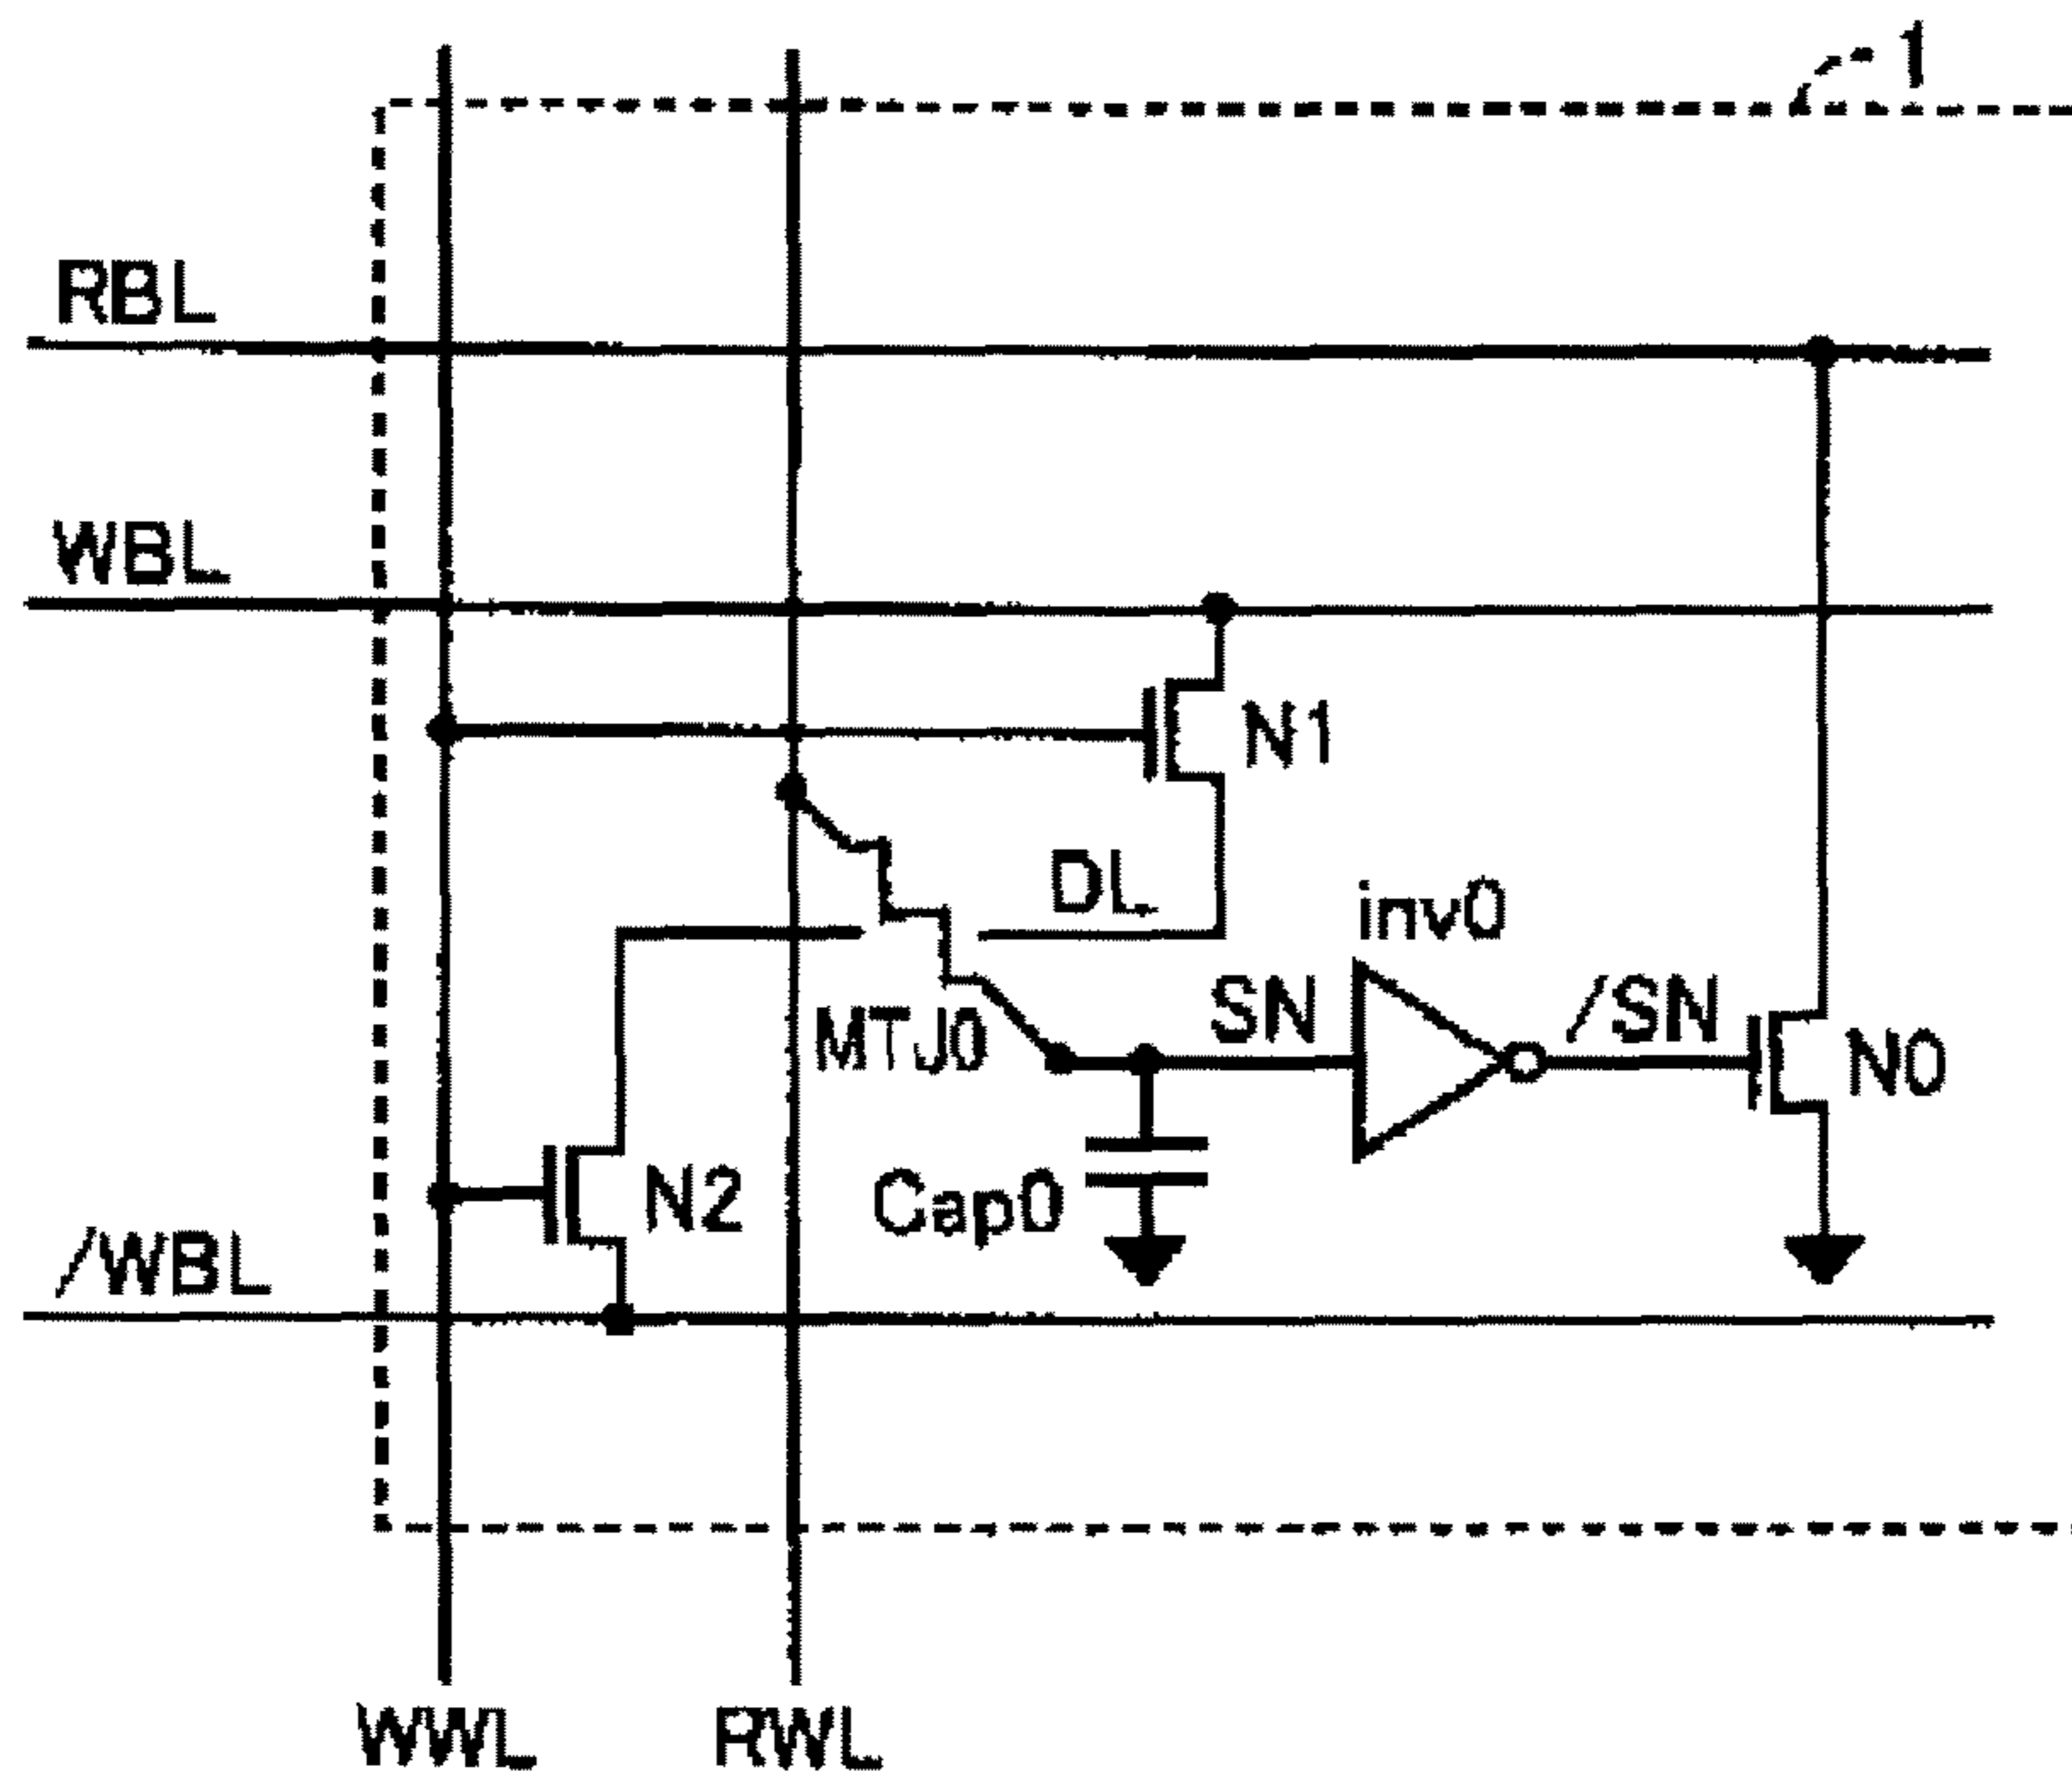 1
RBL
WBL
N1
DL
inv0
SN
/SN
MTJ0
N0
N2
Cap0
/WBL
WWL
RWL